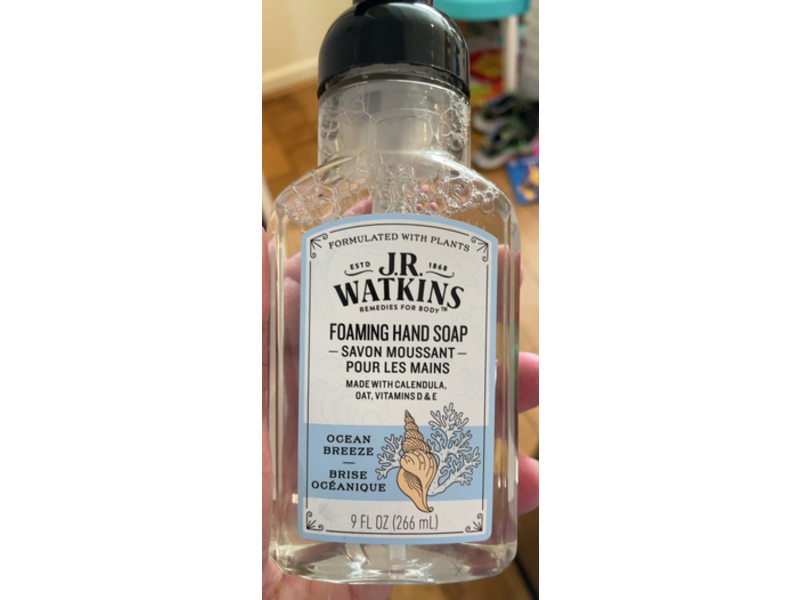 FORMULATED WITH PLANTS
ESTD 1868
J.R.
WATKINS
REMEDIES FOR BODY™
FOAMING HAND SOAP
— SAVON MOUSSANT —
POUR LES MAINS
MADE WITH CALENDULA,
OAT, VITAMINS D & E
OCEAN
BREEZE
—
BRISE
OCÉANIQUE
9 FL OZ (266 mL)